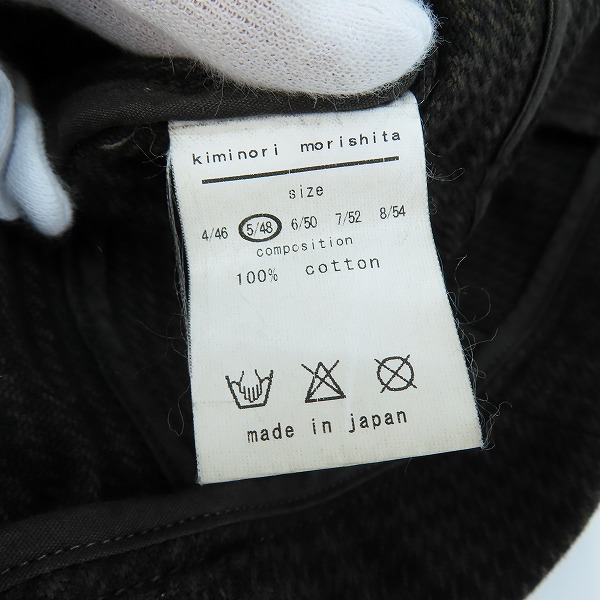 kiminori morishita
size
4/46 5/48 6/50 7/52 8/54
composition
100% cotton
made in japan